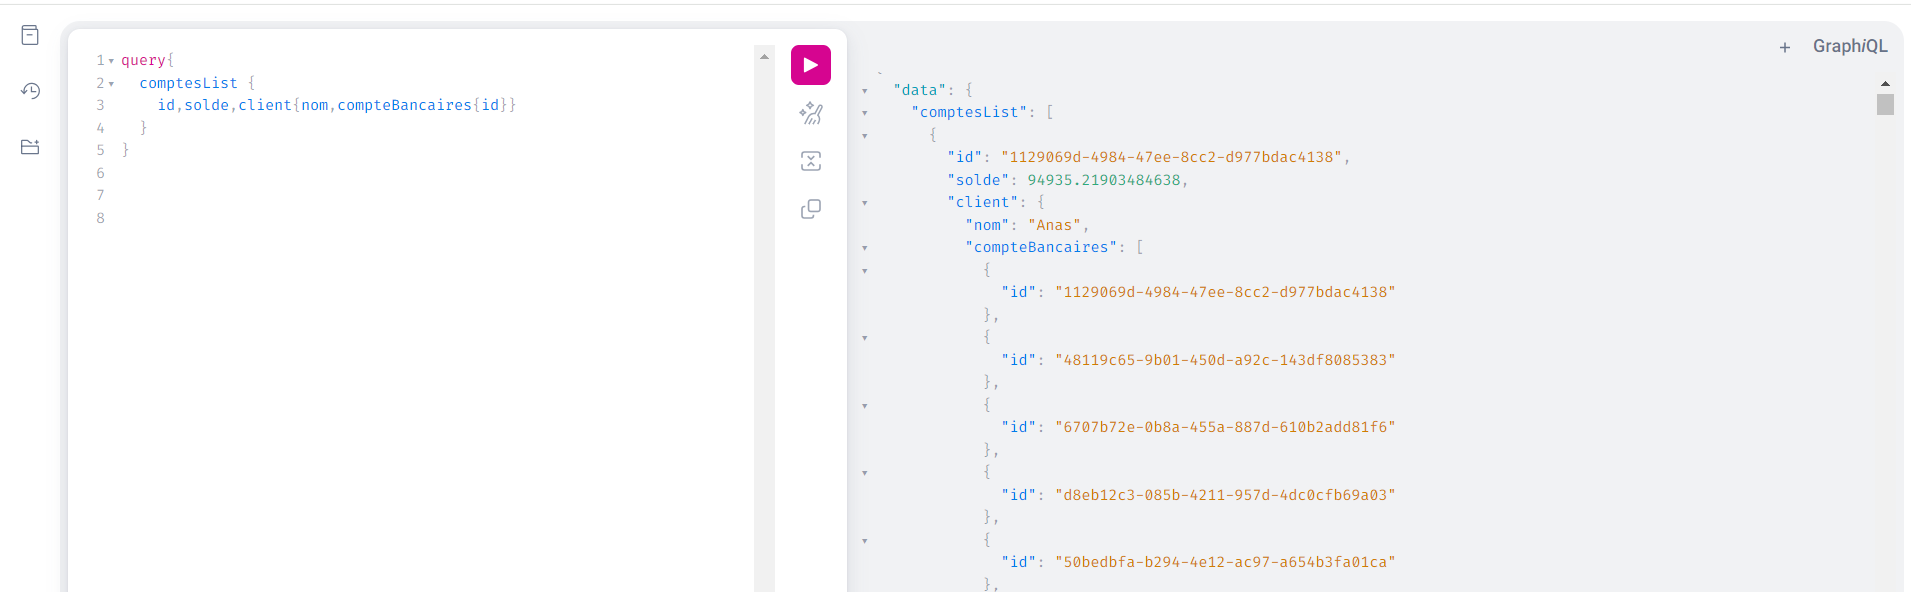 1 query{
2 comptesList {
3 id,solde,client{nom,compteBancaires{id}}
4 }
5 }
6
7
8
GraphiQL
"data": {
"comptesList": [
{
"id": "1129069d-4984-47ee-8cc2-d977bdac4138",
"solde": 94935.21903484638,
"client": {
"nom": "Anas",
"compteBancaires": [
{
"id": "1129069d-4984-47ee-8cc2-d977bdac4138"
},
{
"id": "48119c65-9b01-450d-a92c-143df8085383"
},
{
"id": "6707b72e-0b8a-455a-887d-610b2add81f6"
},
{
"id": "d8eb12c3-085b-4211-957d-4dc0cfb69a03"
},
{
"id": "50bedbfa-b294-4e12-ac97-a654b3fa01ca"
},